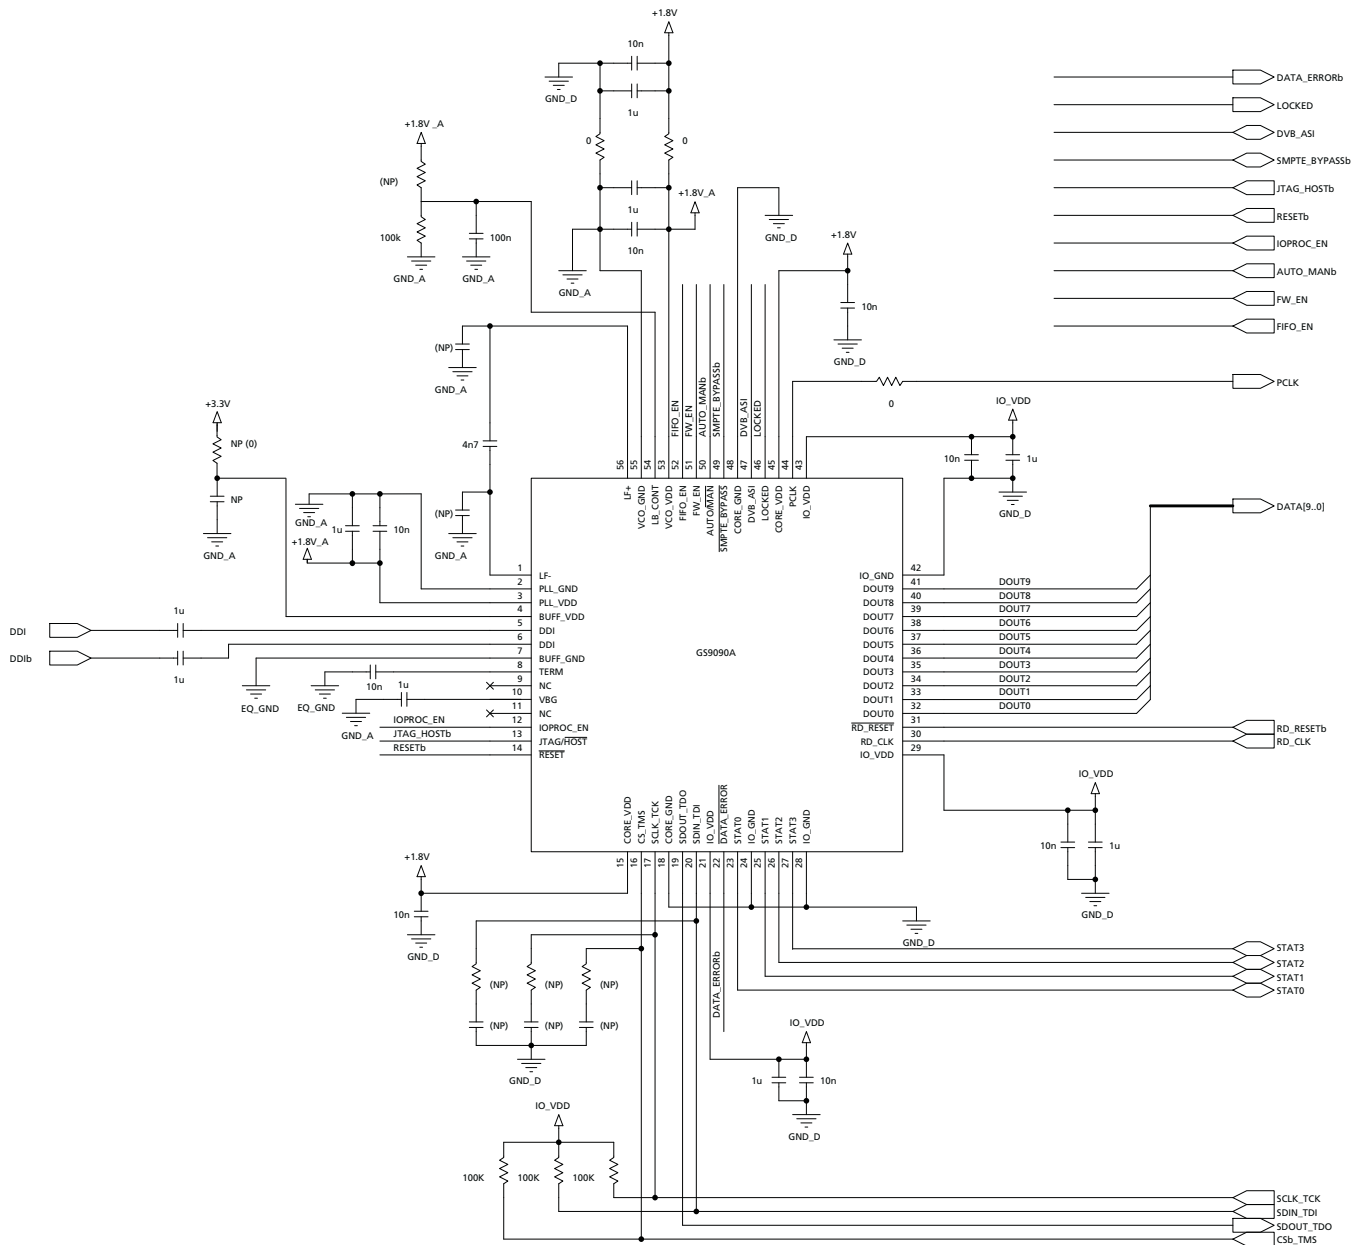 +1.8V
10n
GND_D
1u
0
0
+1.8V _A
(NP)
100k
100n
GND_A
GND_A
1u
10n
+1.8V_A
GND_A
GND_D
+1.8V
10n
GND_D
DATA_ERRORb
LOCKED
DVB_ASI
SMPTE_BYPASSb
JTAG_HOSTb
RESETb
IOPROC_EN
AUTO_MANb
FW_EN
FIFO_EN
PCLK
0
(NP)
GND_A
4n7
(NP)
GND_A
+3.3V
NP (0)
NP
GND_A
GND_A
1u
10n
+1.8V_A
FIFO_EN
FW_EN
AUTO_MANb
SMPTE_BYPASSb
DVB_ASI
LOCKED
56
55
54
53
52
51
50
49
48
47
46
45
44
43
LF+
VCO_GND
LB_CONT
VCO_VDD
FIFO_EN
FW_EN
AUTO/MAN
SMPTE_BYPASS
CORE_GND
DVB_ASI
LOCKED
CORE_VDD
PCLK
IO_VDD
IO_VDD
10n
1u
GND_D
DATA[9..0]
1 LF-
2 PLL_GND
3 PLL_VDD
4 BUFF_VDD
5 DDI
6 DDI
7 BUFF_GND
8 TERM
9 NC
10 VBG
11 NC
12 IOPROC_EN
13 JTAG/HOST
14 RESET
DDI
1u
DDIb
1u
EQ_GND
EQ_GND
10n
1u
GND_A
IOPROC_EN
JTAG_HOSTb
RESETb
GS9090A
IO_GND 42
DOUT9 41 DOUT9
DOUT8 40 DOUT8
DOUT7 39 DOUT7
DOUT6 38 DOUT6
DOUT5 37 DOUT5
DOUT4 36 DOUT4
DOUT3 35 DOUT3
DOUT2 34 DOUT2
DOUT1 33 DOUT1
DOUT0 32 DOUT0
RD_RESET 31 RD_RESETb
RD_CLK 30 RD_CLK
IO_VDD 29
IO_VDD
10n
1u
GND_D
CORE_VDD
CS_TMS
SCLK_TCK
CORE_GND
SDOUT_TDO
SDIN_TDI
IO_VDD
DATA_ERROR
STAT0
IO_GND
STAT1
STAT2
STAT3
IO_GND
15
16
17
18
19
20
21
22
23
24
25
26
27
28
+1.8V
10n
GND_D
GND_D
DATA_ERRORb
STAT3
STAT2
STAT1
STAT0
(NP)
(NP)
(NP)
(NP)
(NP)
(NP)
GND_D
IO_VDD
1u
10n
GND_D
IO_VDD
100K
100K
100K
SCLK_TCK
SDIN_TDI
SDOUT_TDO
CSb_TMS